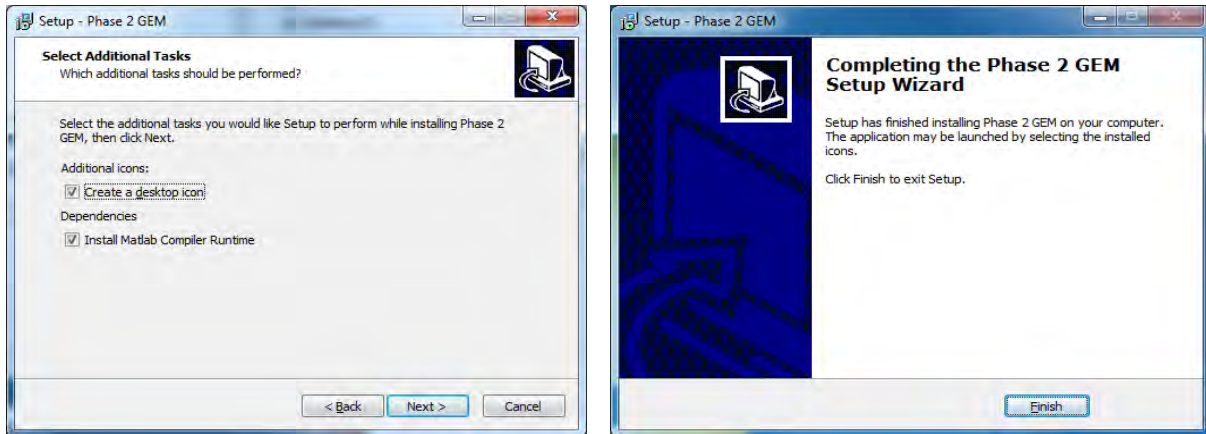 Setup - Phase 2 GEM
Select Additional Tasks
Which additional tasks should be performed?
Select the additional tasks you would like Setup to perform while installing Phase 2
GEM, then click Next.
Additional icons:
Create a desktop icon
Dependencies
Install Matlab Compiler Runtime
< Back
Next >
Cancel
Setup - Phase 2 GEM
Completing the Phase 2 GEM
Setup Wizard
Setup has finished installing Phase 2 GEM on your computer.
The application may be launched by selecting the installed
icons.
Click Finish to exit Setup.
Finish